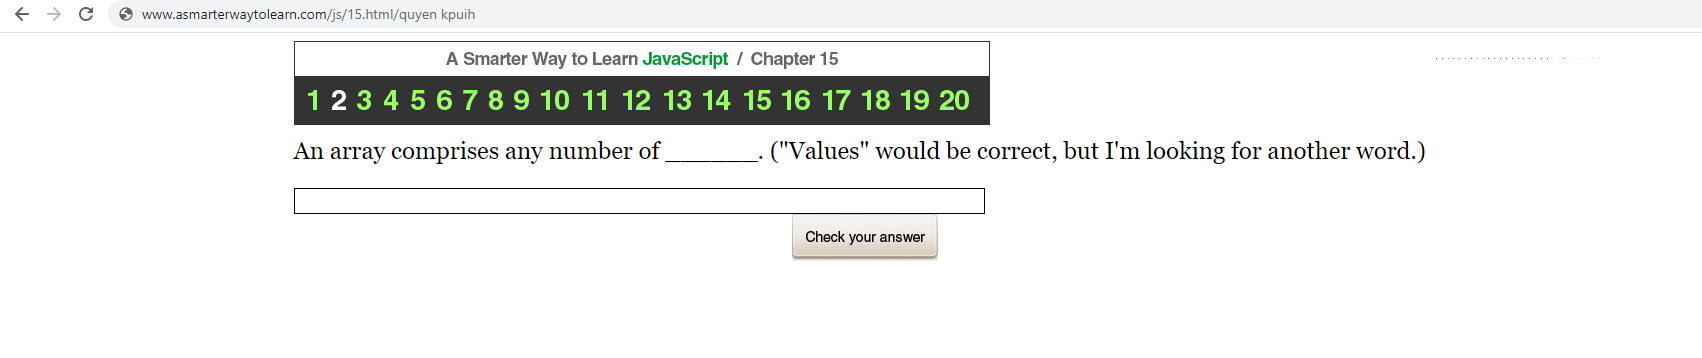 www.asmarterwaytolearn.com/js/15.html/quyen kpuih
A Smarter Way to Learn JavaScript / Chapter 15
1 2 3 4 5 6 7 8 9 10 11 12 13 14 15 16 17 18 19 20
An array comprises any number of ______. ("Values" would be correct, but I'm looking for another word.)
Check your answer